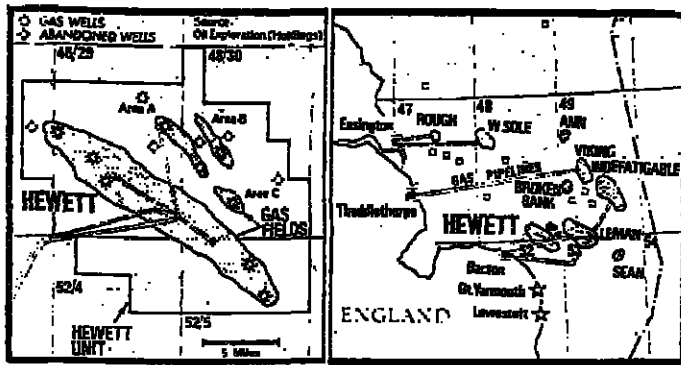 GAS WELLS
ABANDONED WELLS
Source
Oil Exploration (Holdings)
48/29
48/30
Area A
Area B
Area C
HEWETT
GAS
FIELDS
52/4
52/5
HEWETT
UNIT
5 Miles
47
48
49
Easington
ROUGH
W SOLE
ANN
VIKING
INDEFATIGABLE
GAS PIPELINES
BROKEN
BANK
Theddlethorpe
HEWETT
LEMAN
54
52
SEAN
Bacton
Gt. Yarmouth
Lowestoft
ENGLAND